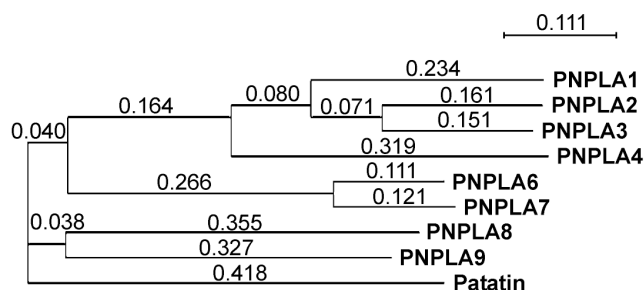 0.111
0.234 PNPLA1
0.080 0.161 PNPLA2
0.164 0.071
0.151 PNPLA3
0.040 0.319 PNPLA4
0.111 PNPLA6
0.266 0.121 PNPLA7
0.038 0.355 PNPLA8
0.327 PNPLA9
0.418 Patatin